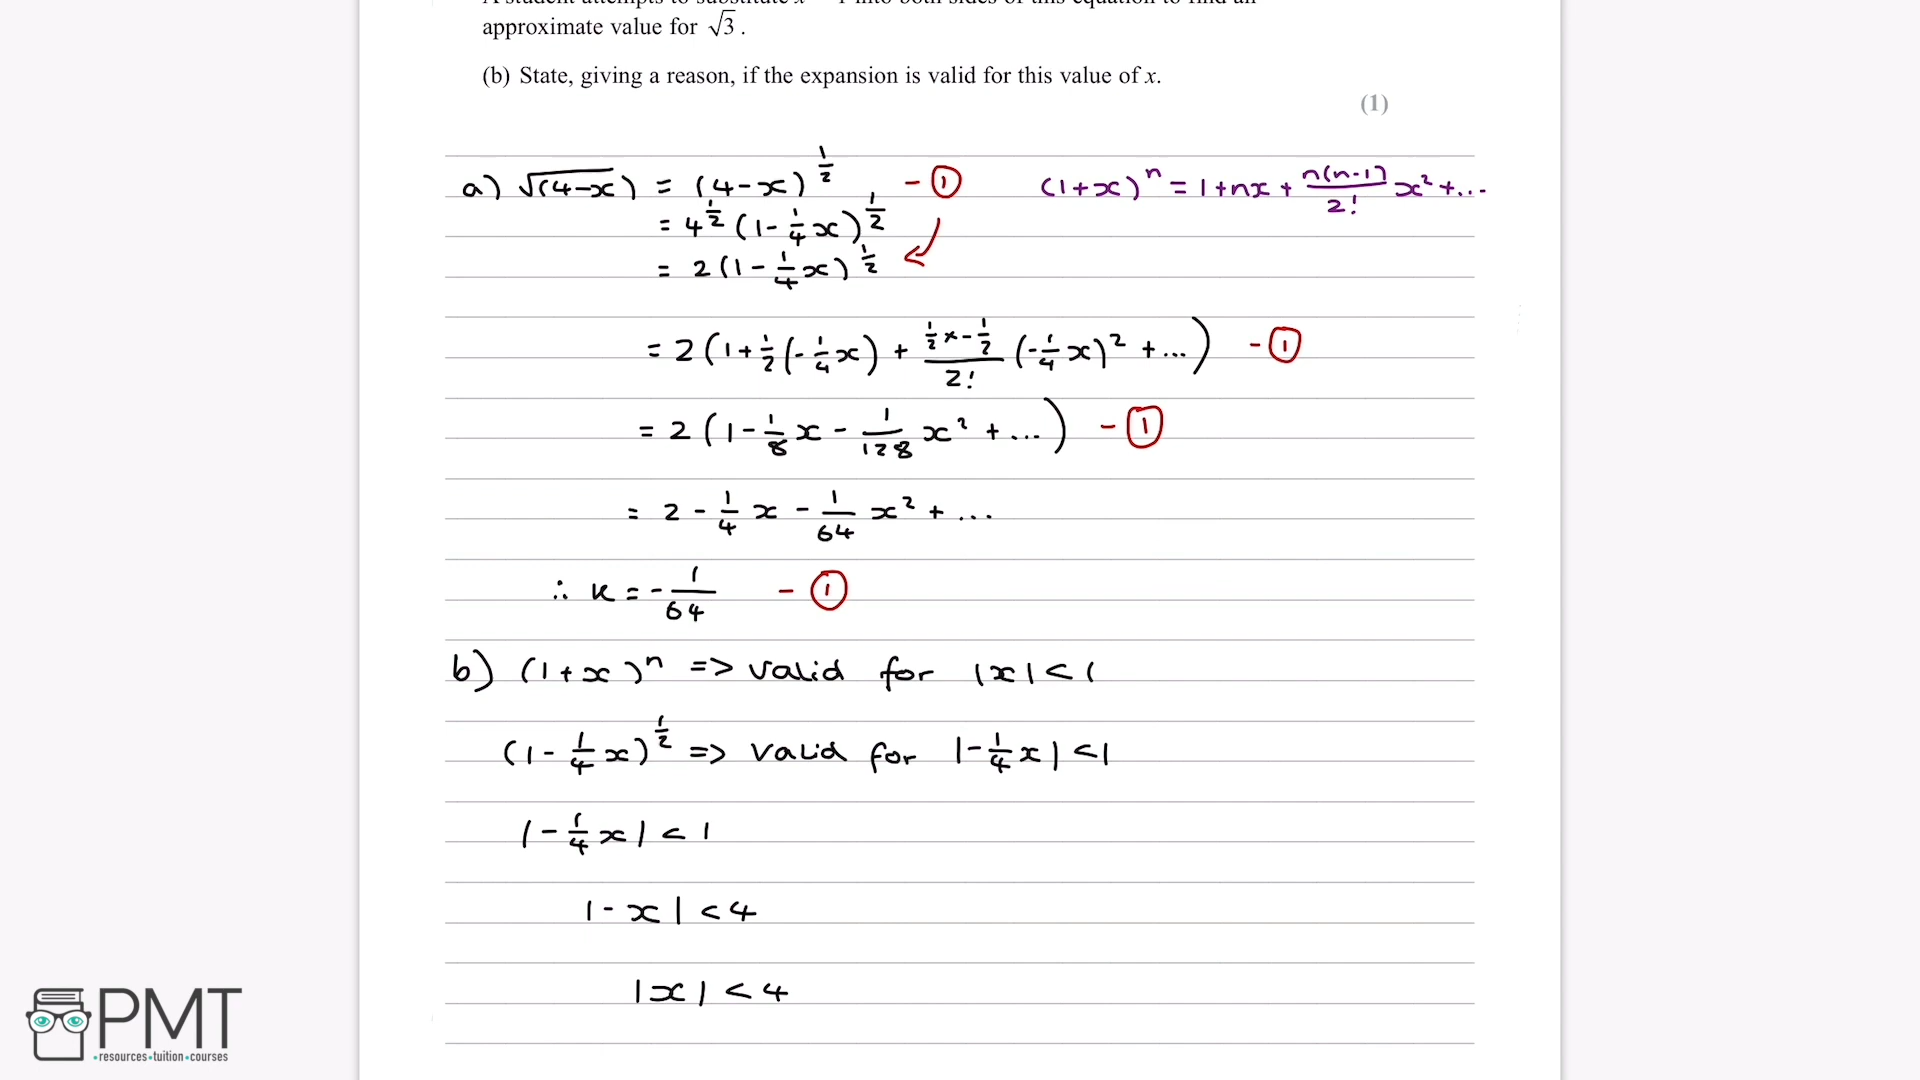 approximate value for √3 .
(b) State, giving a reason, if the expansion is valid for this value of x.
(1)
a) √(4-x) = (4-x)^½ - ① (1+x)^n = 1+nx + n(n-1)/2! x² + ...
= 4^½ (1 - ¼x)^½
= 2(1 - ¼x)^½
= 2(1 + ½(-¼x) + ½×-½/2! (-¼x)² + ...) - ①
= 2(1 - 1/8 x - 1/128 x² + ...) - ①
= 2 - ¼x - 1/64 x² + ...
∴ k = -1/64 - ①
b) (1+x)^n => valid for |x| < 1
(1 - ¼x)^½ => valid for |-¼x| < 1
|-¼x| < 1
|-x| < 4
|x| < 4
PMT
•resources•tuition•courses